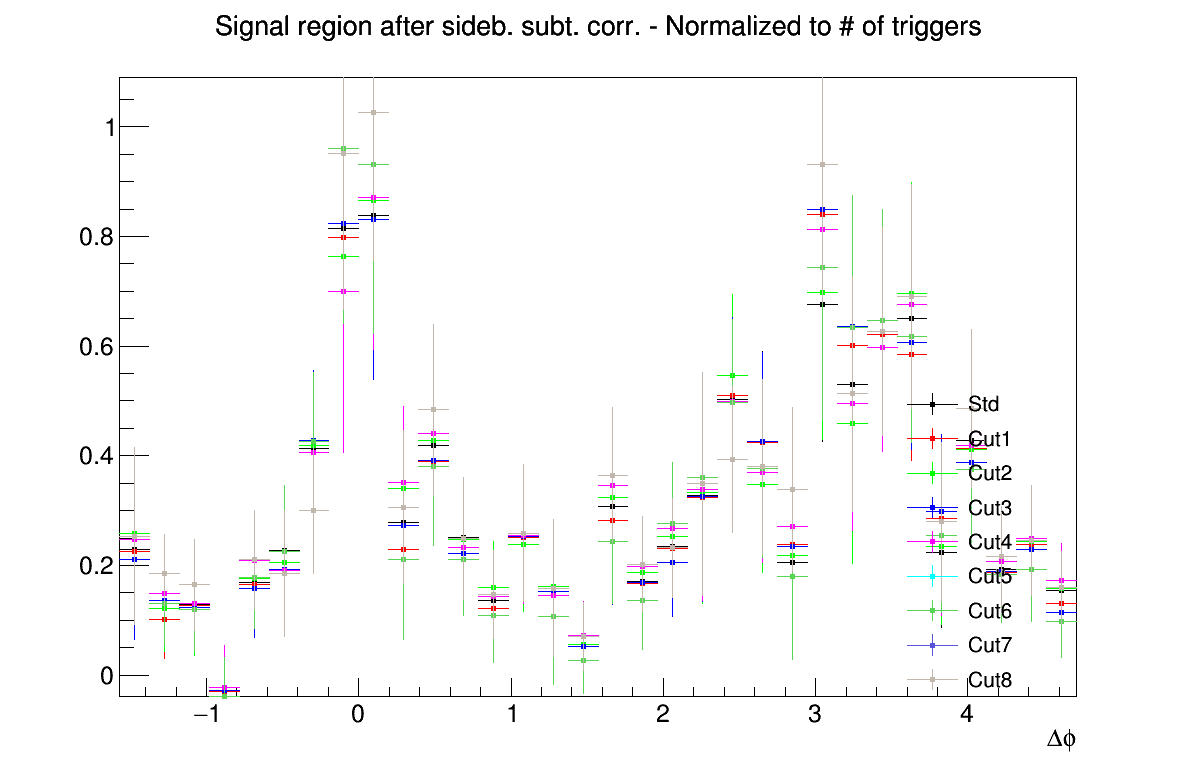 Signal region after sideb. subt. corr. - Normalized to # of triggers
1
0.8
0.6
0.4
0.2
0
Std
Cut1
Cut2
Cut3
Cut4
Cut5
Cut6
Cut7
Cut8
−1 0 1 2 3 4
Δϕ